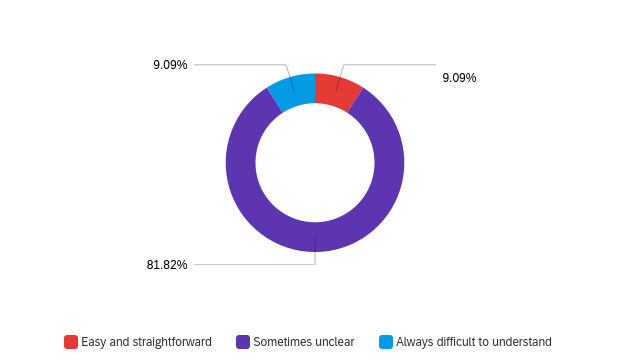 9.09%
9.09%
81.82%
Easy and straightforward Sometimes unclear Always difficult to understand